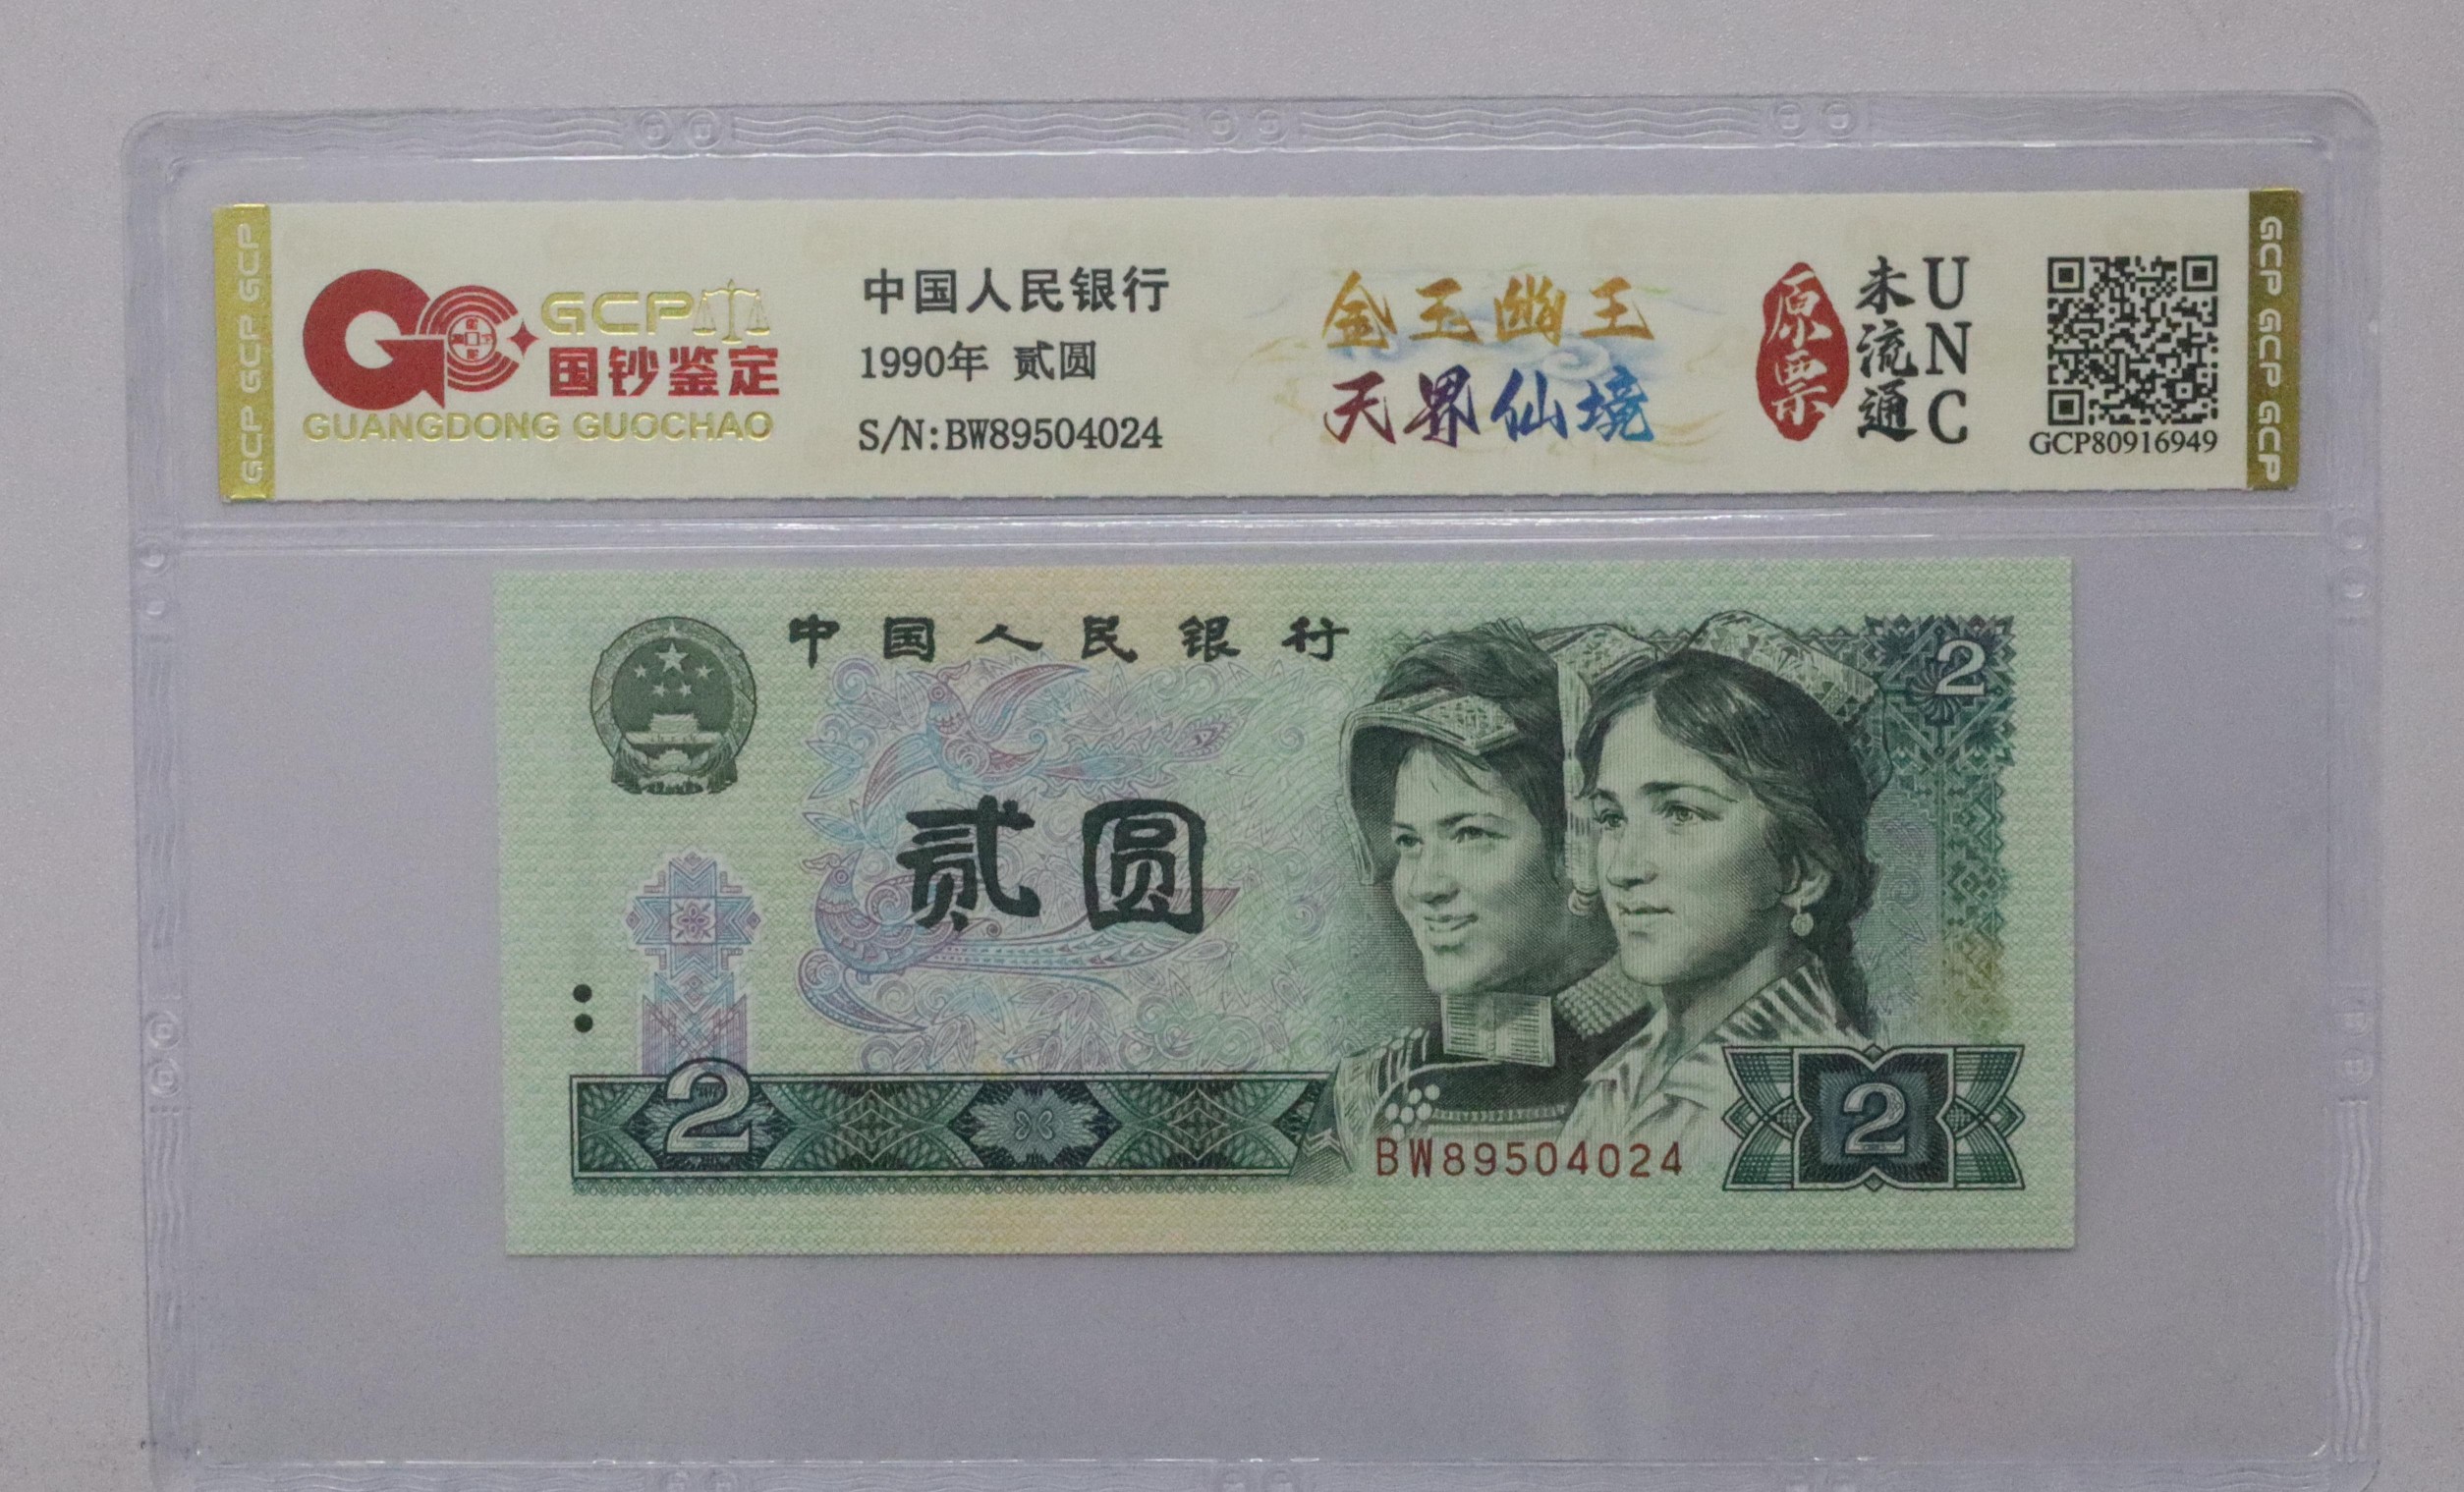 GCP GCP GCP
GCP
国钞鉴定
GUANGDONG GUOCHAO
中国人民银行
1990年 贰圆
S/N:BW89504024
金玉幽王
天界仙境
原票
未流通
UNC
GCP80916949
GCP GCP GCP
中国人民银行
2
贰圆
2
BW89504024
2